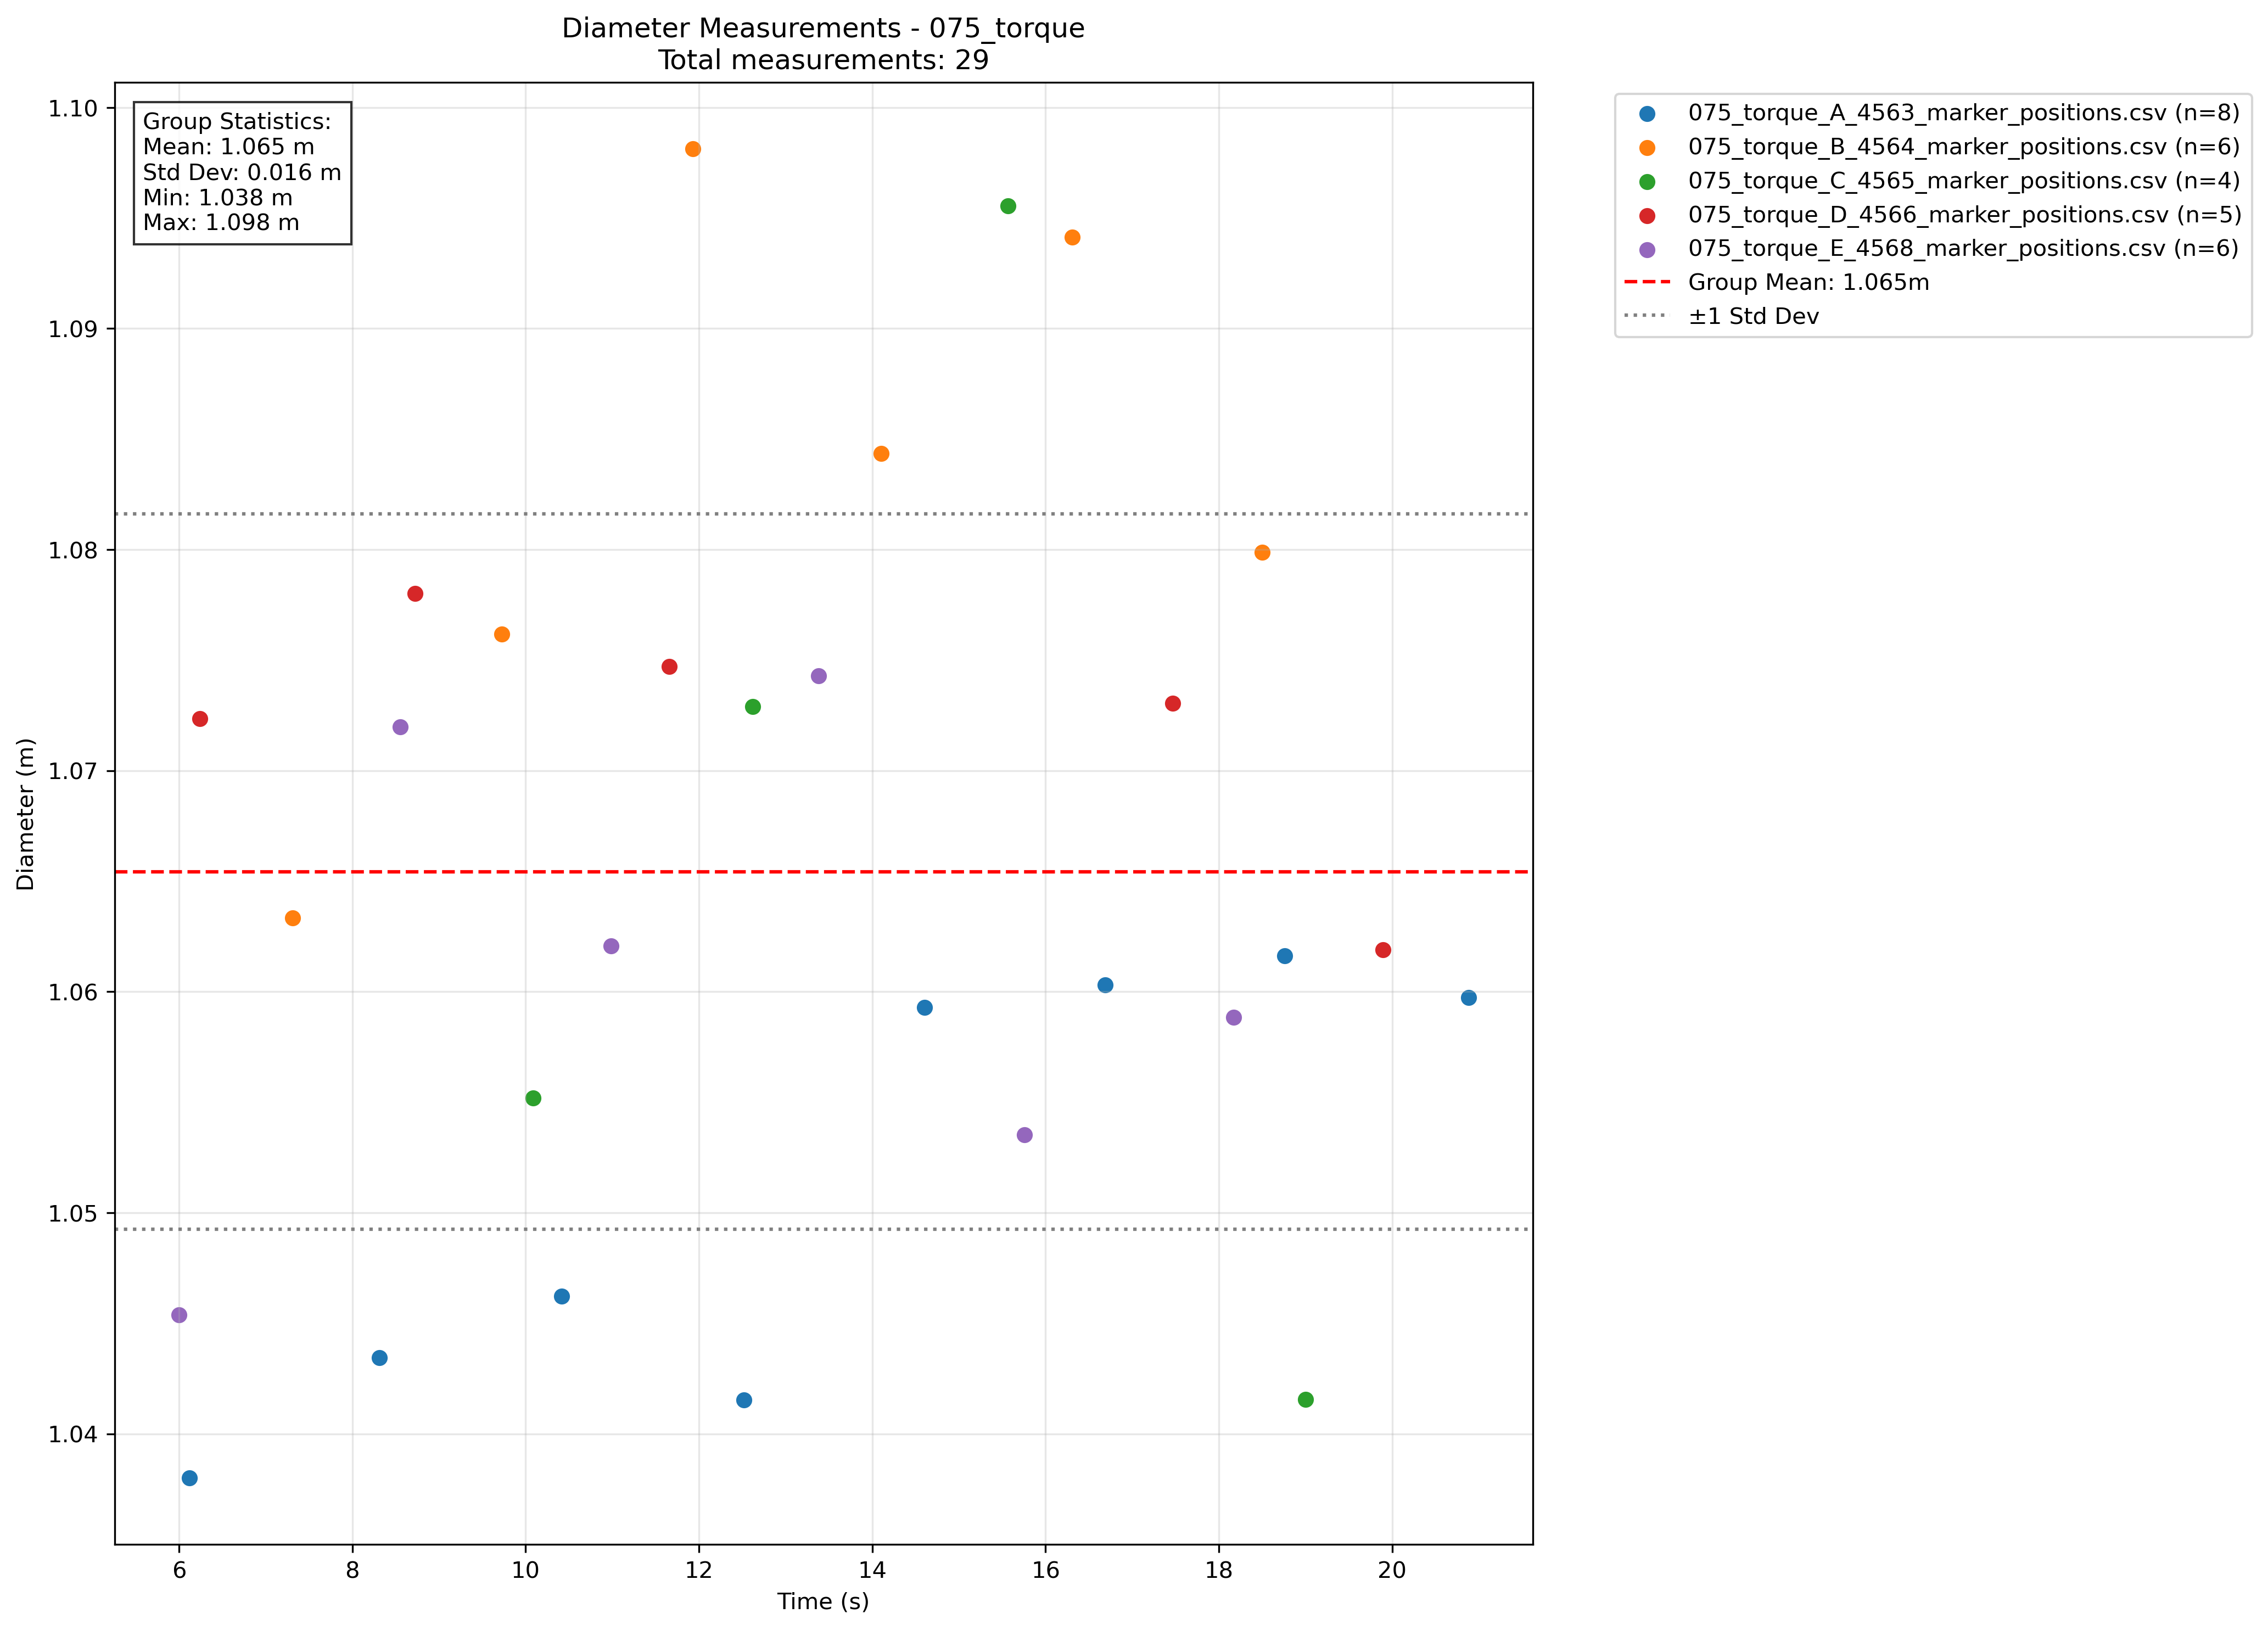 Diameter Measurements - 075_torque
Total measurements: 29
Group Statistics:
Mean: 1.065 m
Std Dev: 0.016 m
Min: 1.038 m
Max: 1.098 m
075_torque_A_4563_marker_positions.csv (n=8)
075_torque_B_4564_marker_positions.csv (n=6)
075_torque_C_4565_marker_positions.csv (n=4)
075_torque_D_4566_marker_positions.csv (n=5)
075_torque_E_4568_marker_positions.csv (n=6)
Group Mean: 1.065m
±1 Std Dev
Diameter (m)
1.10
1.09
1.08
1.07
1.06
1.05
1.04
6 8 10 12 14 16 18 20
Time (s)